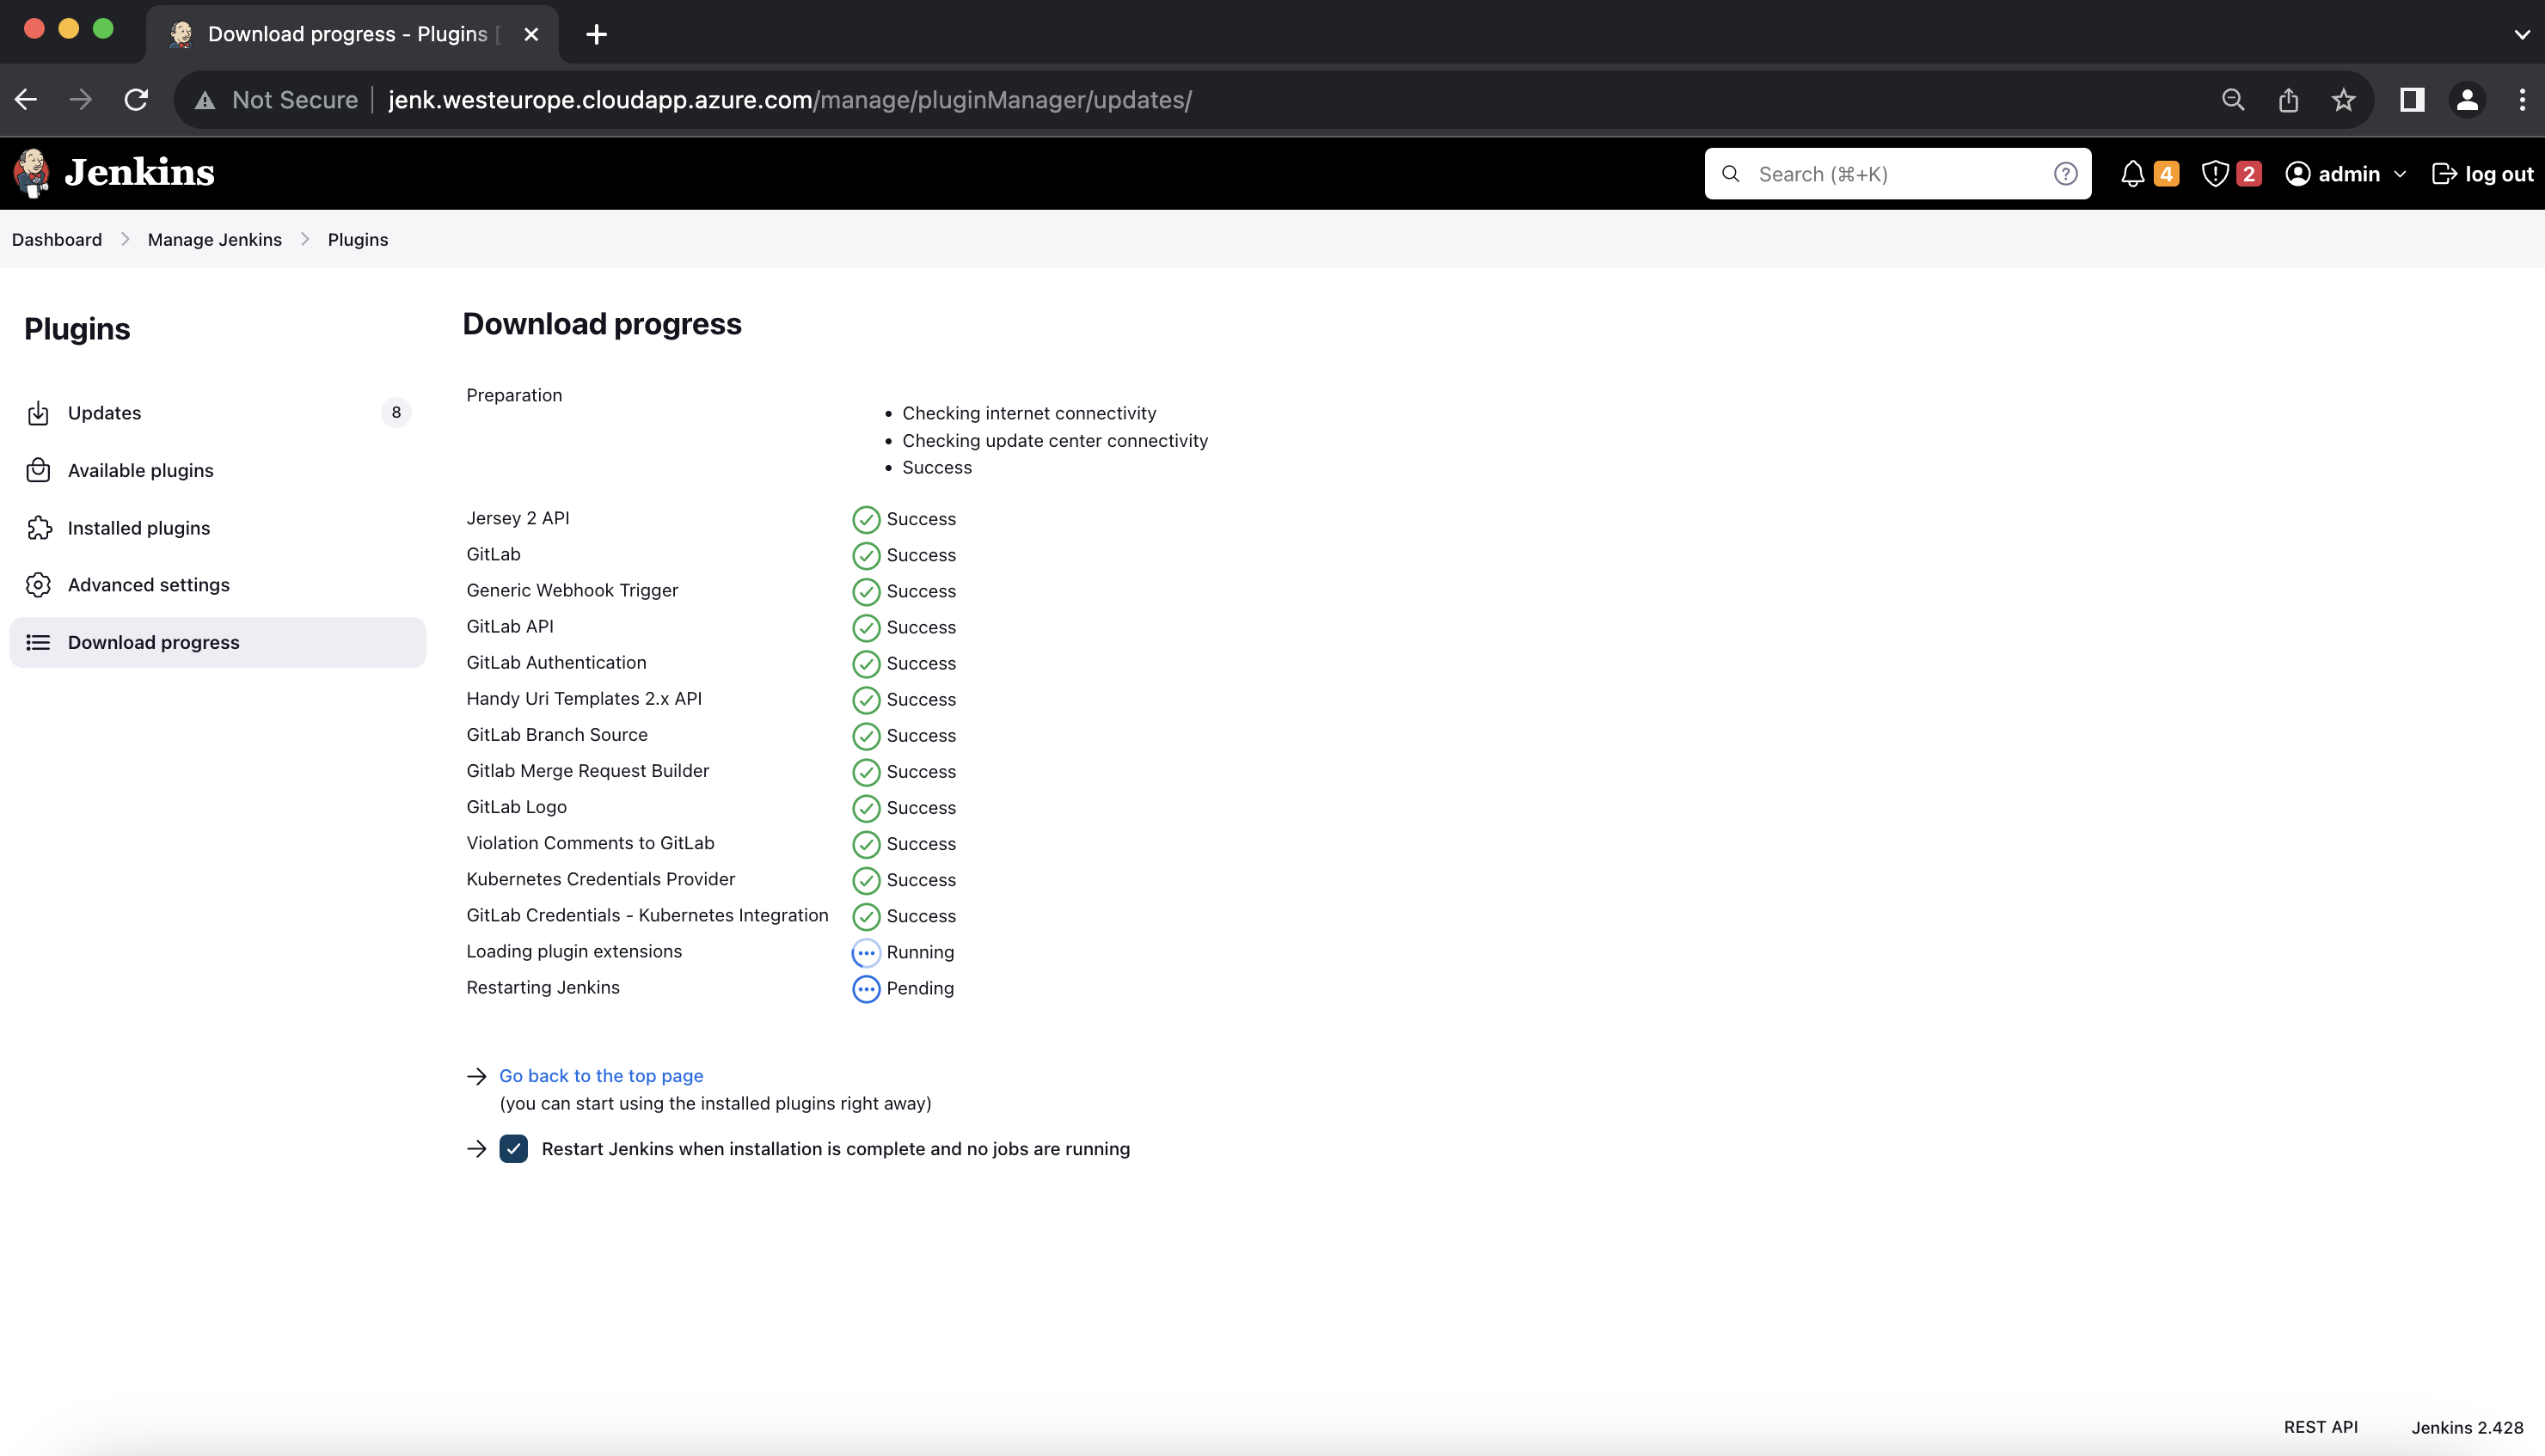 Download progress - Plugins [
Not Secure | jenk.westeurope.cloudapp.azure.com/manage/pluginManager/updates/
Jenkins
Search (⌘+K)
4
2
admin
log out
Dashboard
Manage Jenkins
Plugins
Plugins
Updates 8
Available plugins
Installed plugins
Advanced settings
Download progress
Download progress
Preparation
• Checking internet connectivity
• Checking update center connectivity
• Success
Jersey 2 API Success
GitLab Success
Generic Webhook Trigger Success
GitLab API Success
GitLab Authentication Success
Handy Uri Templates 2.x API Success
GitLab Branch Source Success
Gitlab Merge Request Builder Success
GitLab Logo Success
Violation Comments to GitLab Success
Kubernetes Credentials Provider Success
GitLab Credentials - Kubernetes Integration Success
Loading plugin extensions Running
Restarting Jenkins Pending
→ Go back to the top page
(you can start using the installed plugins right away)
→ Restart Jenkins when installation is complete and no jobs are running
REST API
Jenkins 2.428